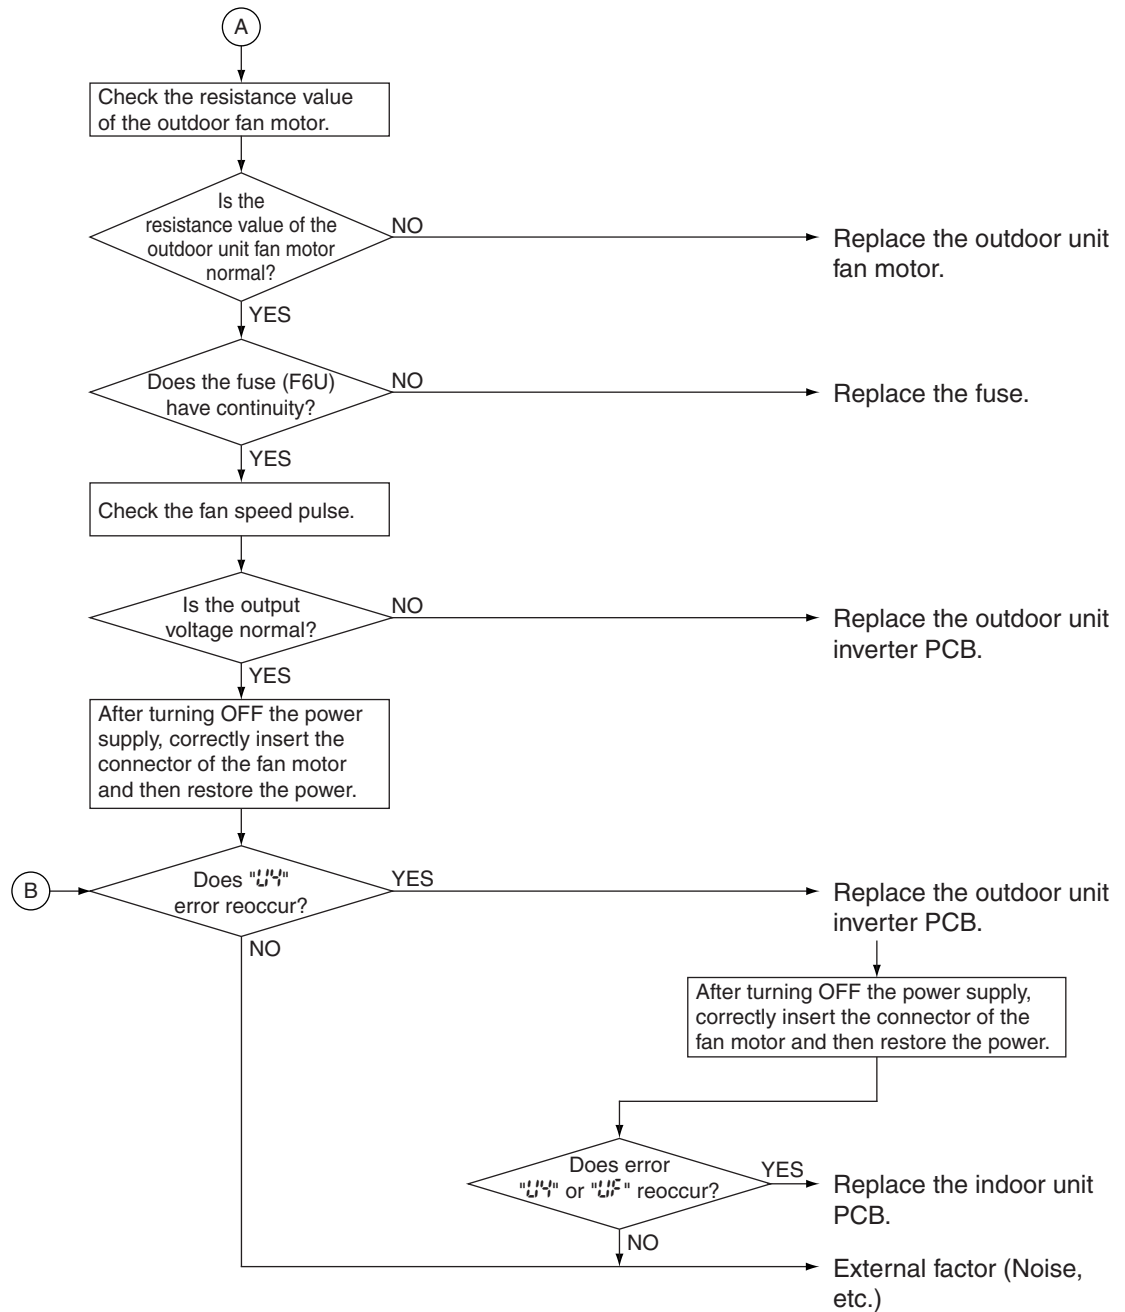 A
Check the resistance value
of the outdoor fan motor.
Is the
resistance value of the
outdoor unit fan motor
normal?
NO
Replace the outdoor unit
fan motor.
YES
Does the fuse (F6U)
have continuity?
NO
Replace the fuse.
YES
Check the fan speed pulse.
Is the output
voltage normal?
NO
Replace the outdoor unit
inverter PCB.
YES
After turning OFF the power
supply, correctly insert the
connector of the fan motor
and then restore the power.
B
Does "U4"
error reoccur?
YES
Replace the outdoor unit
inverter PCB.
NO
After turning OFF the power supply,
correctly insert the connector of the
fan motor and then restore the power.
Does error
"U4" or "UF" reoccur?
YES
Replace the indoor unit
PCB.
NO
External factor (Noise,
etc.)